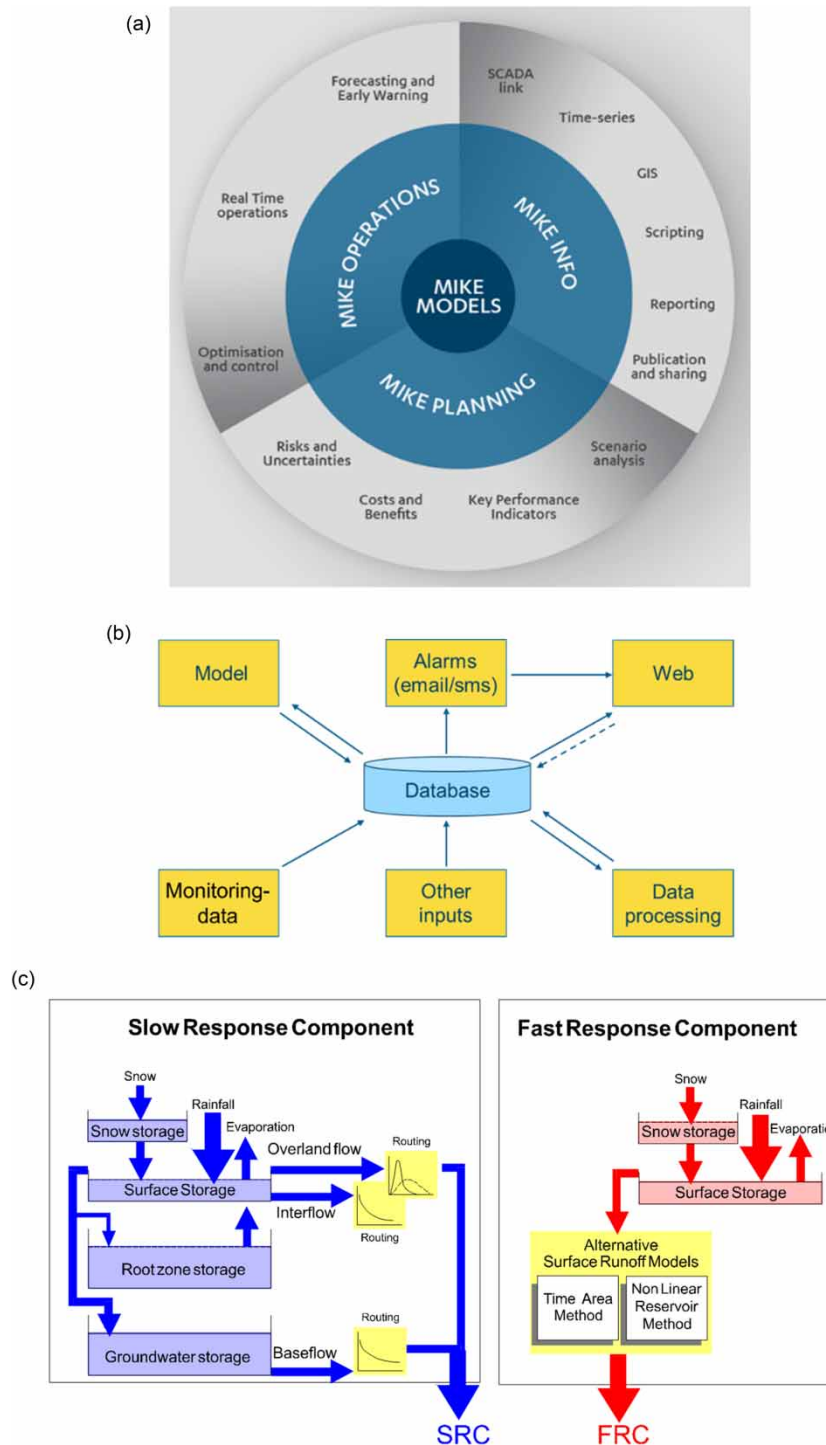 (a)
Forecasting and
Early Warning
SCADA
link
Time-series
GIS
Scripting
Reporting
Publication
and sharing
Real Time
operations
Optimisation
and control
MIKE OPERATIONS
MIKE INFO
MIKE
MODELS
MIKE PLANNING
Risks and
Uncertainties
Costs and
Benefits
Key Performance
Indicators
Scenario
analysis
(b)
Model
Alarms
(email/sms)
Web
Database
Monitoring-
data
Other
inputs
Data
processing
(c)
Slow Response Component
Snow
Rainfall
Snow storage
Evaporation
Overland flow
Routing
Surface Storage
Interflow
Routing
Root zone storage
Routing
Groundwater storage
Baseflow
SRC
Fast Response Component
Snow
Rainfall
Snow storage
Evaporatio
Surface Storage
Alternative
Surface Runoff Models
Time Area
Method
Non Linear
Reservoir
Method
FRC